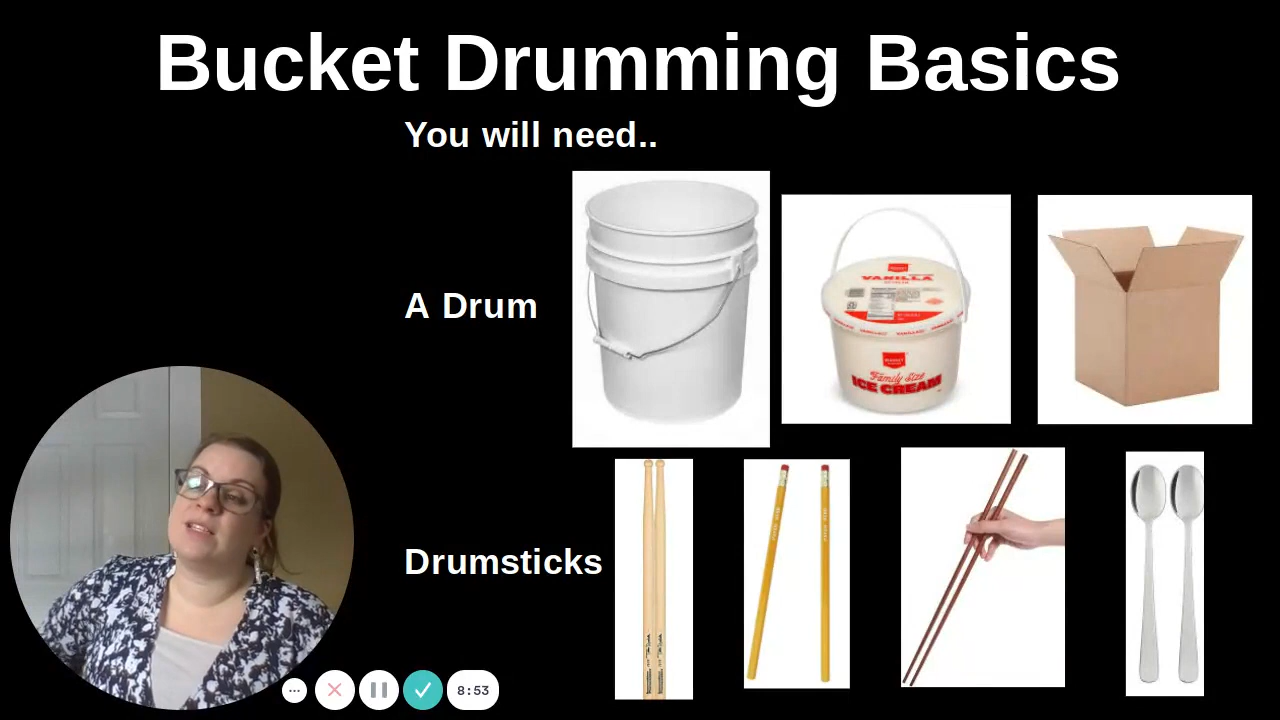 Bucket Drumming Basics
You will need..
A Drum
VANILLA
Family Size
ICE CREAM
Drumsticks
8:53